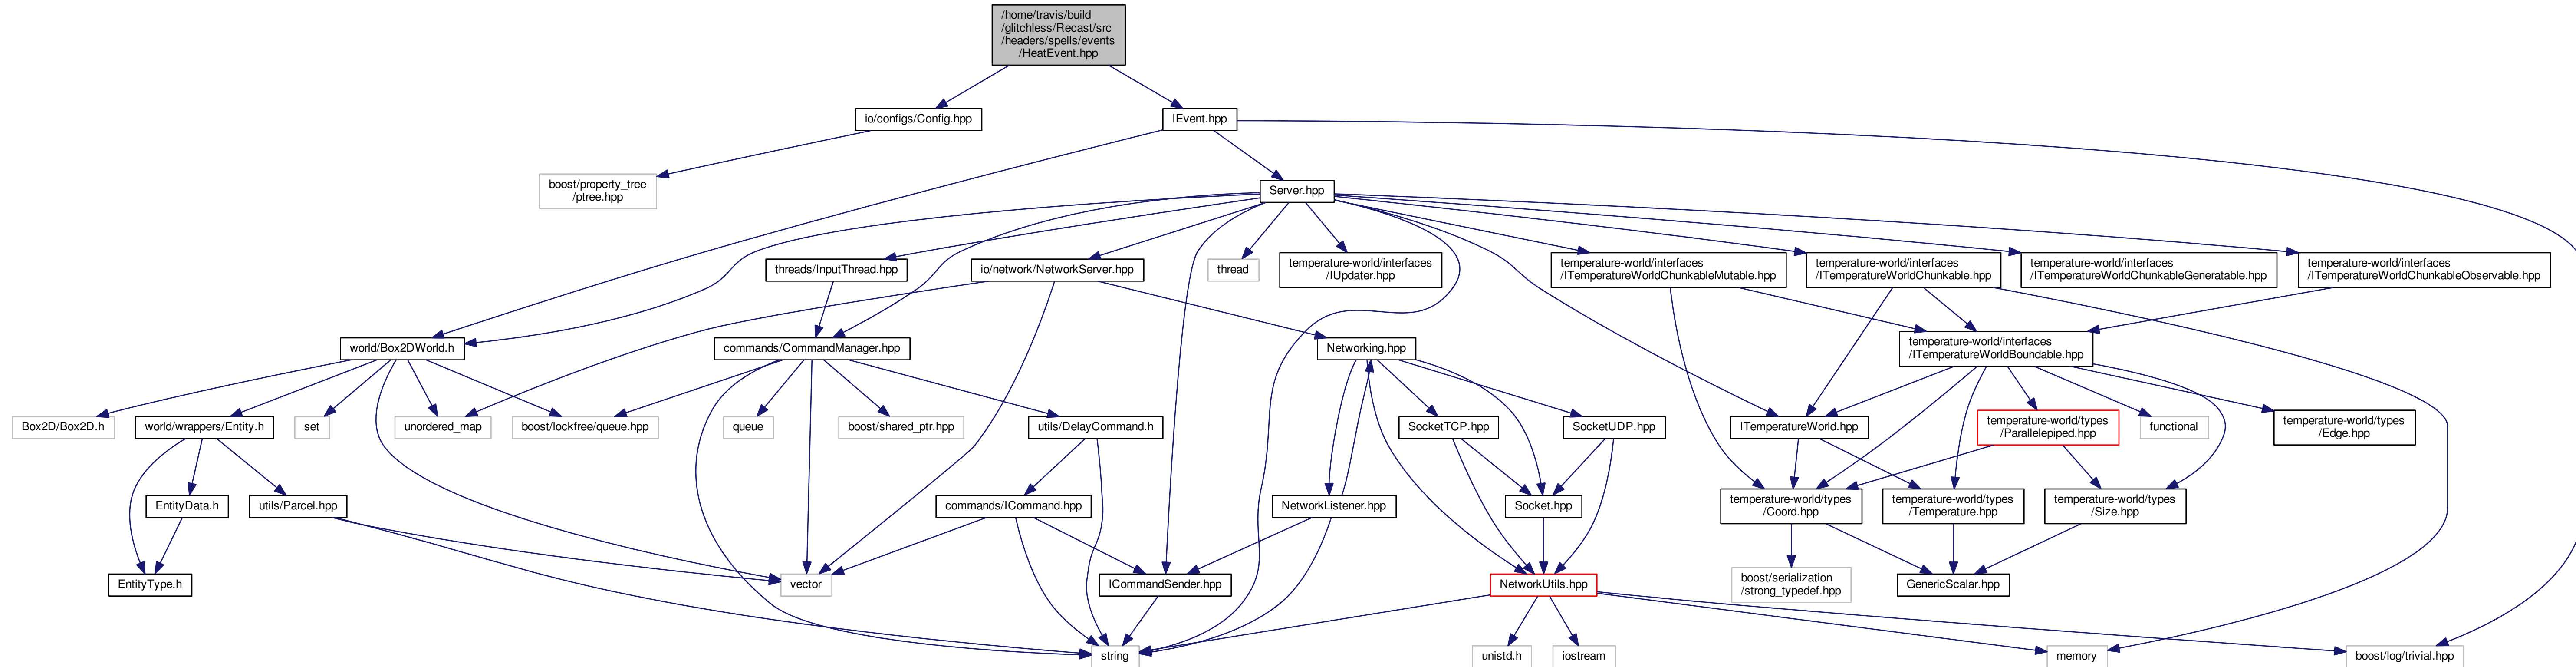 /home/travis/build
/glitchless/Recast/src
/headers/spells/events
/HeatEvent.hpp
io/configs/Config.hpp
IEvent.hpp
boost/property_tree
/ptree.hpp
Server.hpp
threads/InputThread.hpp
io/network/NetworkServer.hpp
thread
temperature-world/interfaces
/IUpdater.hpp
temperature-world/interfaces
/ITemperatureWorldChunkableMutable.hpp
temperature-world/interfaces
/ITemperatureWorldChunkable.hpp
temperature-world/interfaces
/ITemperatureWorldChunkableGeneratable.hpp
temperature-world/interfaces
/ITemperatureWorldChunkableObservable.hpp
world/Box2DWorld.h
commands/CommandManager.hpp
Networking.hpp
temperature-world/interfaces
/ITemperatureWorldBoundable.hpp
Box2D/Box2D.h
world/wrappers/Entity.h
set
unordered_map
boost/lockfree/queue.hpp
queue
boost/shared_ptr.hpp
utils/DelayCommand.h
SocketTCP.hpp
SocketUDP.hpp
ITemperatureWorld.hpp
temperature-world/types
/Parallelepiped.hpp
functional
temperature-world/types
/Edge.hpp
EntityData.h
utils/Parcel.hpp
commands/ICommand.hpp
NetworkListener.hpp
Socket.hpp
temperature-world/types
/Coord.hpp
temperature-world/types
/Temperature.hpp
temperature-world/types
/Size.hpp
EntityType.h
vector
ICommandSender.hpp
NetworkUtils.hpp
boost/serialization
/strong_typedef.hpp
GenericScalar.hpp
string
unistd.h
iostream
memory
boost/log/trivial.hpp